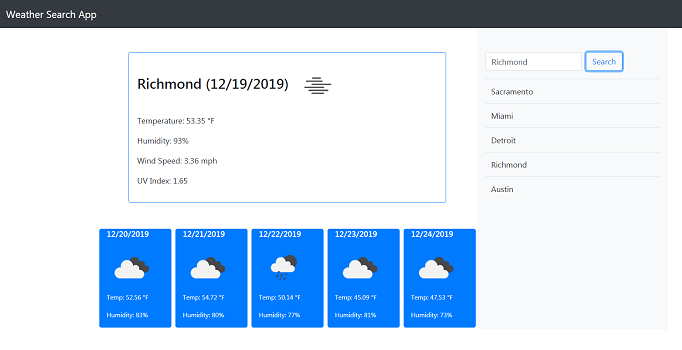 Weather Search App
Richmond (12/19/2019)
Temperature: 53.35 °F
Humidity: 93%
Wind Speed: 3.36 mph
UV Index: 1.65
Richmond
Search
Sacramento
Miami
Detroit
Richmond
Austin
12/20/2019
Temp: 52.56 °F
Humidity: 83%
12/21/2019
Temp: 54.72 °F
Humidity: 80%
12/22/2019
Temp: 50.14 °F
Humidity: 77%
12/23/2019
Temp: 45.09 °F
Humidity: 81%
12/24/2019
Temp: 47.53 °F
Humidity: 73%